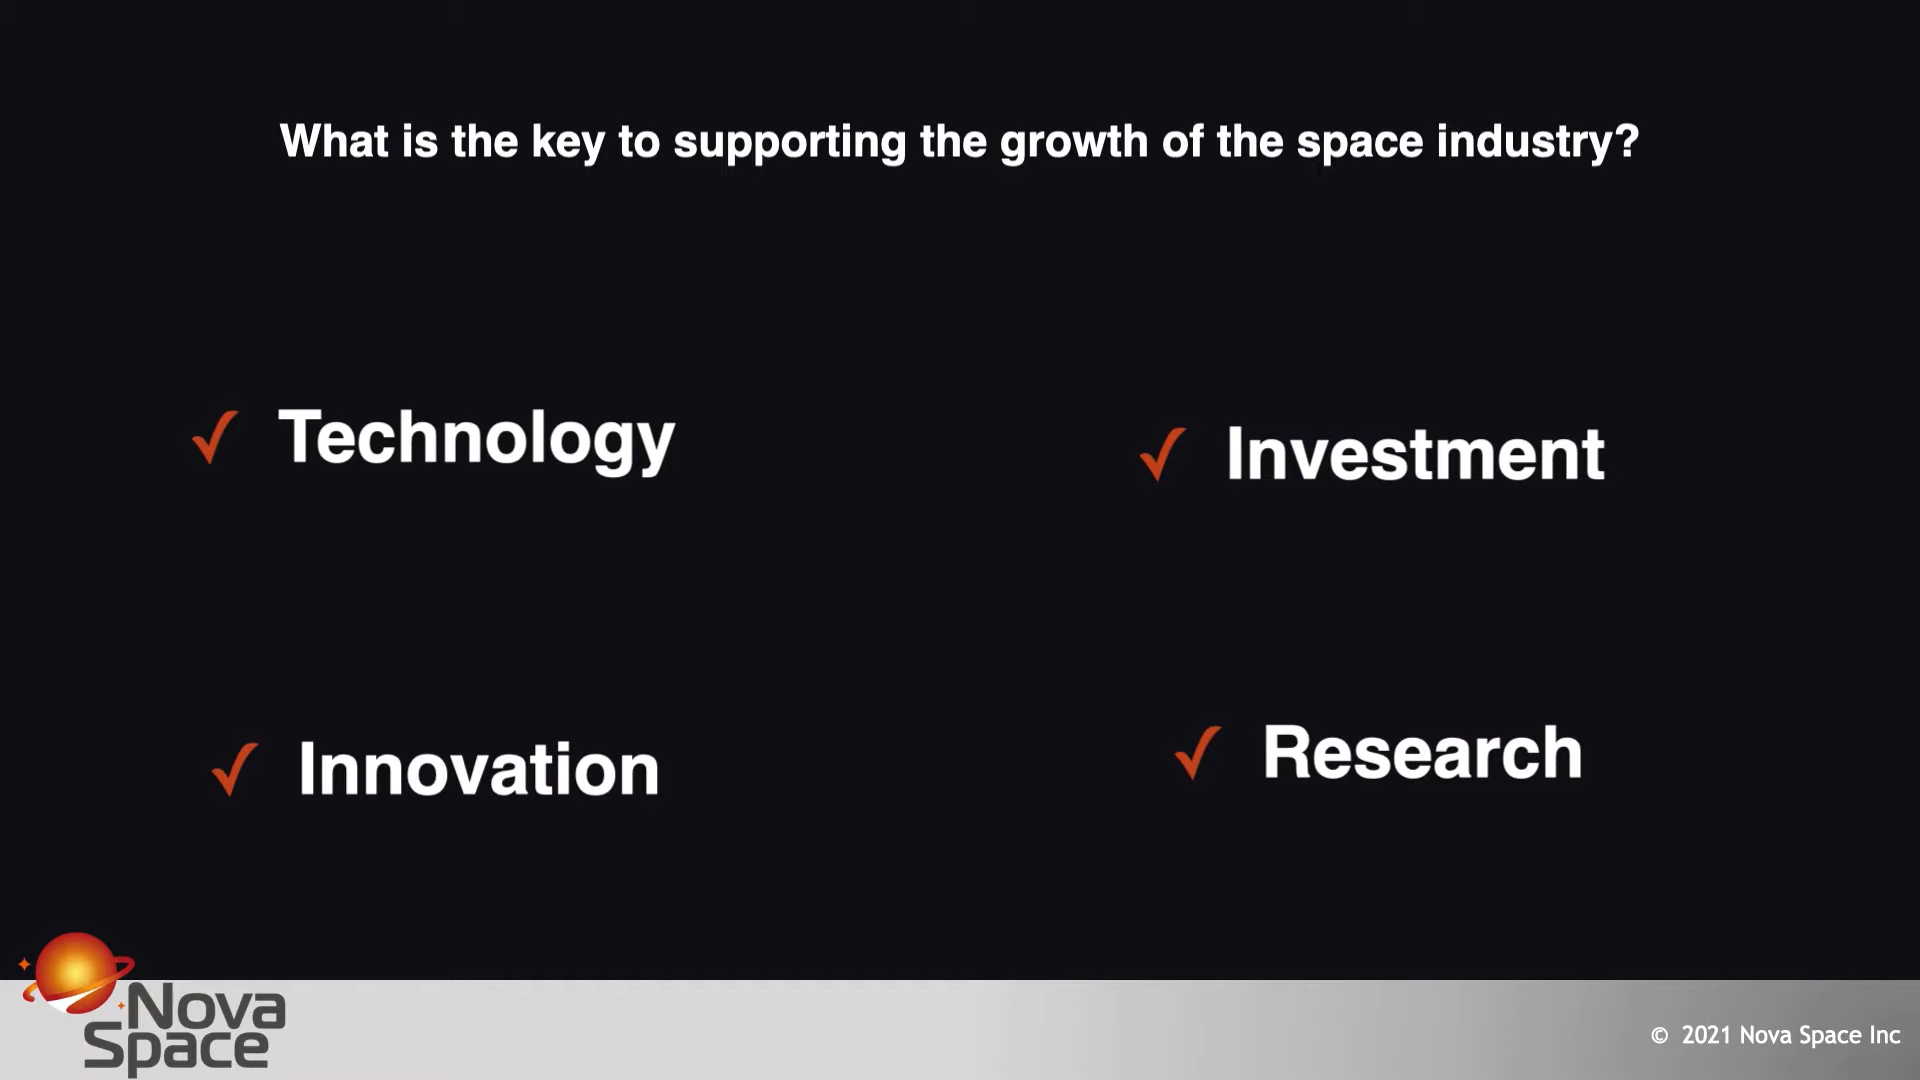 What is the key to supporting the growth of the space industry?
✓ Technology
✓ Investment
✓ Innovation
✓ Research
Nova
Space
© 2021 Nova Space Inc